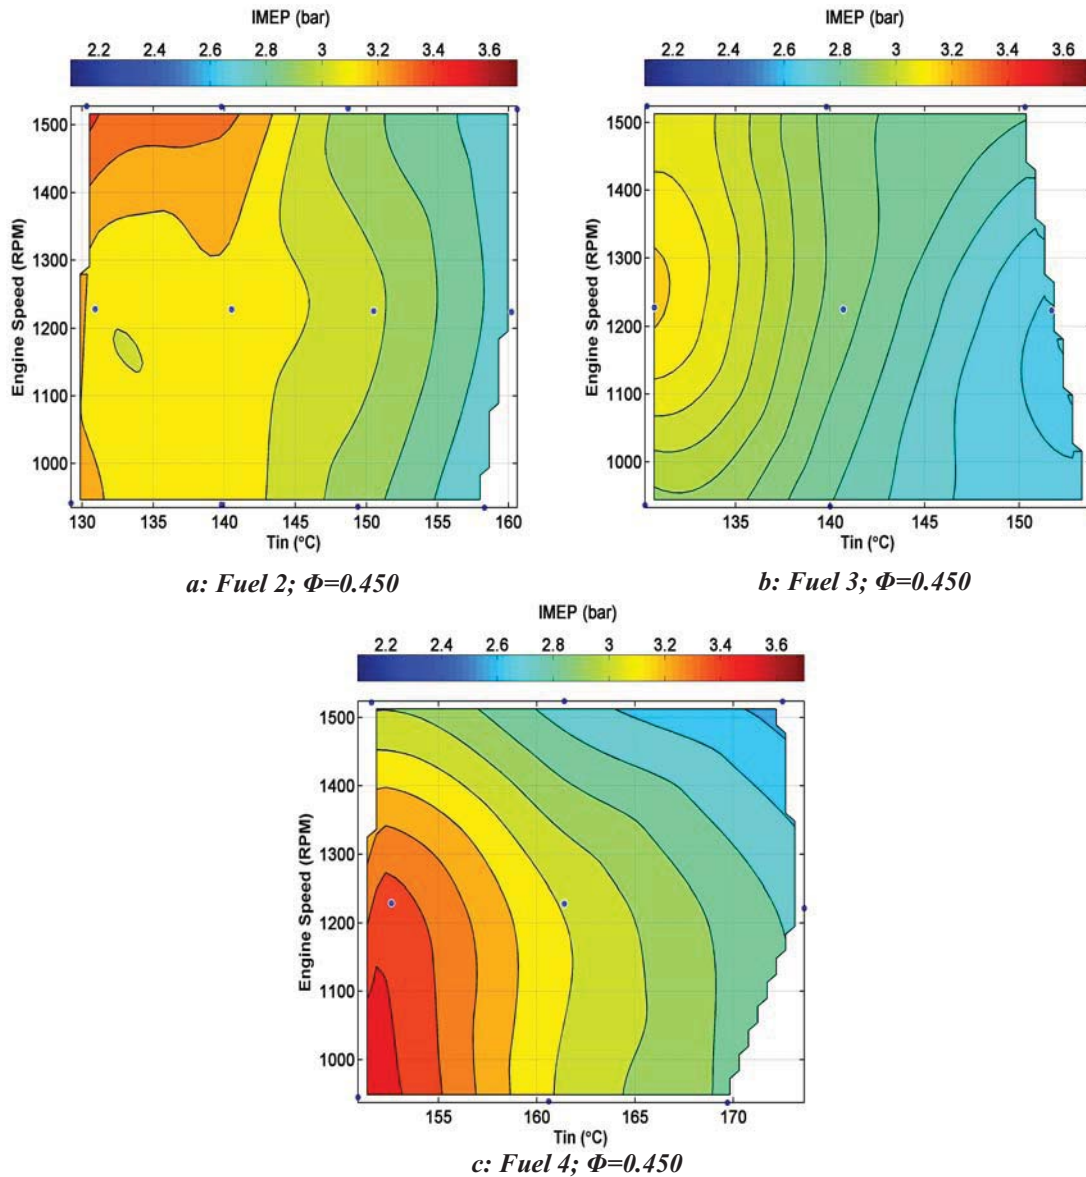 IMEP (bar)
2.2 2.4 2.6 2.8 3 3.2 3.4 3.6
1500
1400
1300
1200
1100
1000
Engine Speed (RPM)
130 135 140 145 150 155 160
Tin (°C)
a: Fuel 2; Φ=0.450
IMEP (bar)
2.2 2.4 2.6 2.8 3 3.2 3.4 3.6
1500
1400
1300
1200
1100
1000
Engine Speed (RPM)
135 140 145 150
Tin (°C)
b: Fuel 3; Φ=0.450
IMEP (bar)
2.2 2.4 2.6 2.8 3 3.2 3.4 3.6
1500
1400
1300
1200
1100
1000
Engine Speed (RPM)
155 160 165 170
Tin (°C)
c: Fuel 4; Φ=0.450